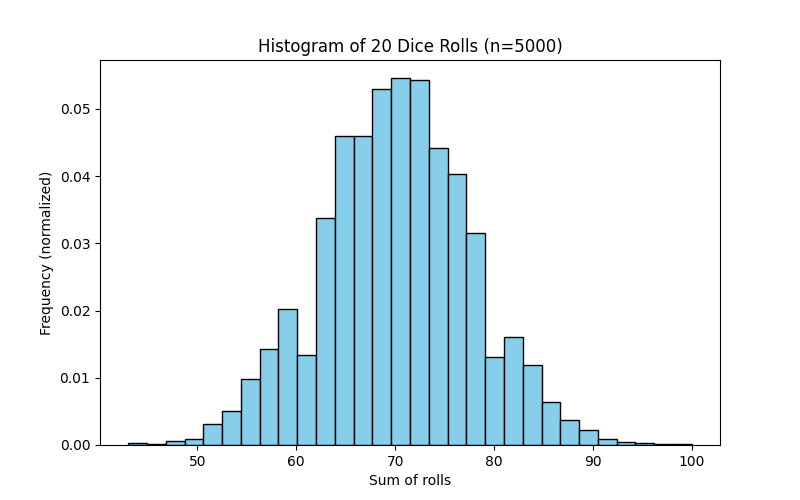 Histogram of 20 Dice Rolls (n=5000)
Frequency (normalized)
0.05
0.04
0.03
0.02
0.01
0.00
50 60 70 80 90 100
Sum of rolls